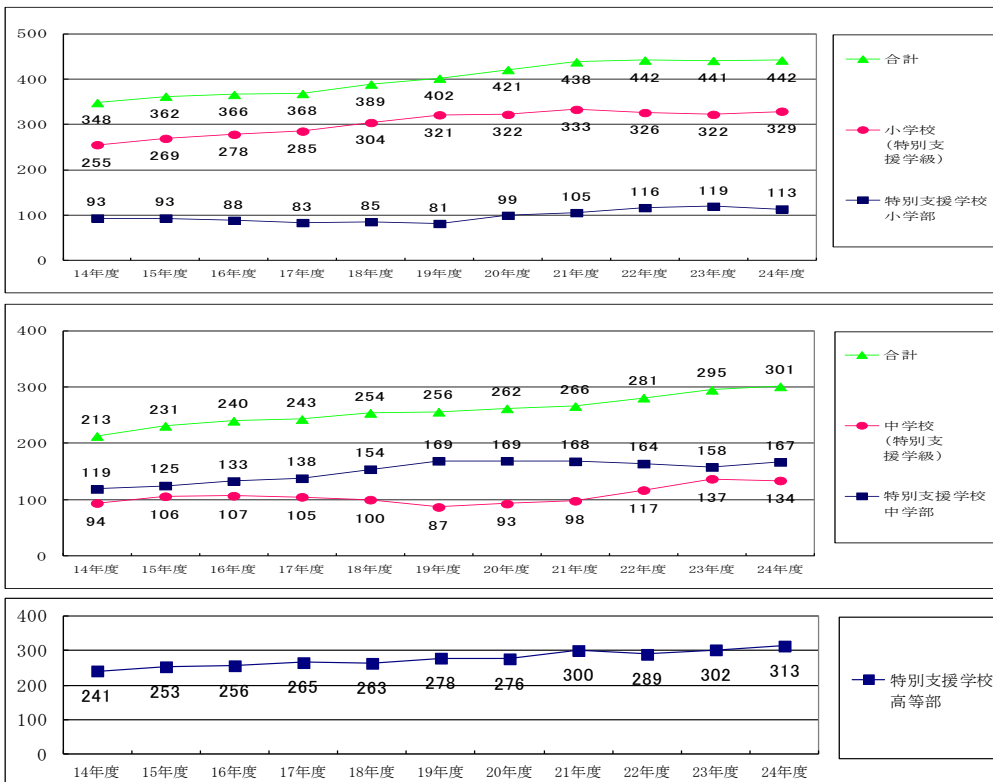 500
400
300
200
100
0
348 362 366 368 389 402 421 438 442 441 442
255 269 278 285 304 321 322 333 326 322 329
93 93 88 83 85 81 99 105 116 119 113
14年度 15年度 16年度 17年度 18年度 19年度 20年度 21年度 22年度 23年度 24年度
合計
小学校
(特別支
援学級)
特別支援学校
小学部
400
300
200
100
0
213 231 240 243 254 256 262 266 281 295 301
119 125 133 138 154 169 169 168 164 158 167
94 106 107 105 100 87 93 98 117 137 134
14年度 15年度 16年度 17年度 18年度 19年度 20年度 21年度 22年度 23年度 24年度
合計
中学校
(特別支
援学級)
特別支援学校
中学部
400
300
200
100
0
241 253 256 265 263 278 276 300 289 302 313
14年度 15年度 16年度 17年度 18年度 19年度 20年度 21年度 22年度 23年度 24年度
特別支援学校
高等部